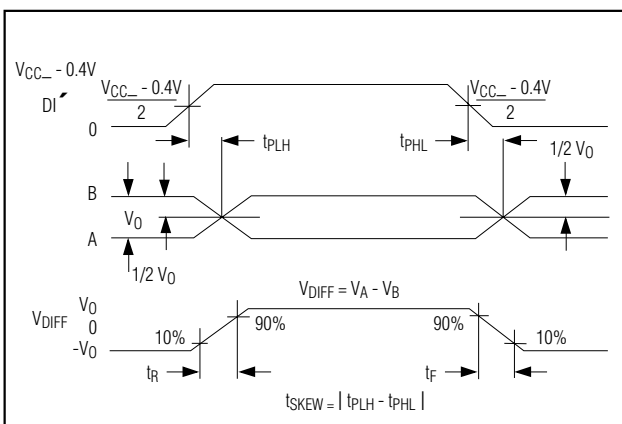 VCC_ - 0.4V
DI´
0
VCC_ - 0.4V
2
VCC_ - 0.4V
2
tPLH
tPHL
1/2 VO
B
VO
A
1/2 VO
VDIFF = VA - VB
VDIFF
VO
0
-VO
10%
90%
90%
10%
tR
tF
tSKEW = | tPLH - tPHL |